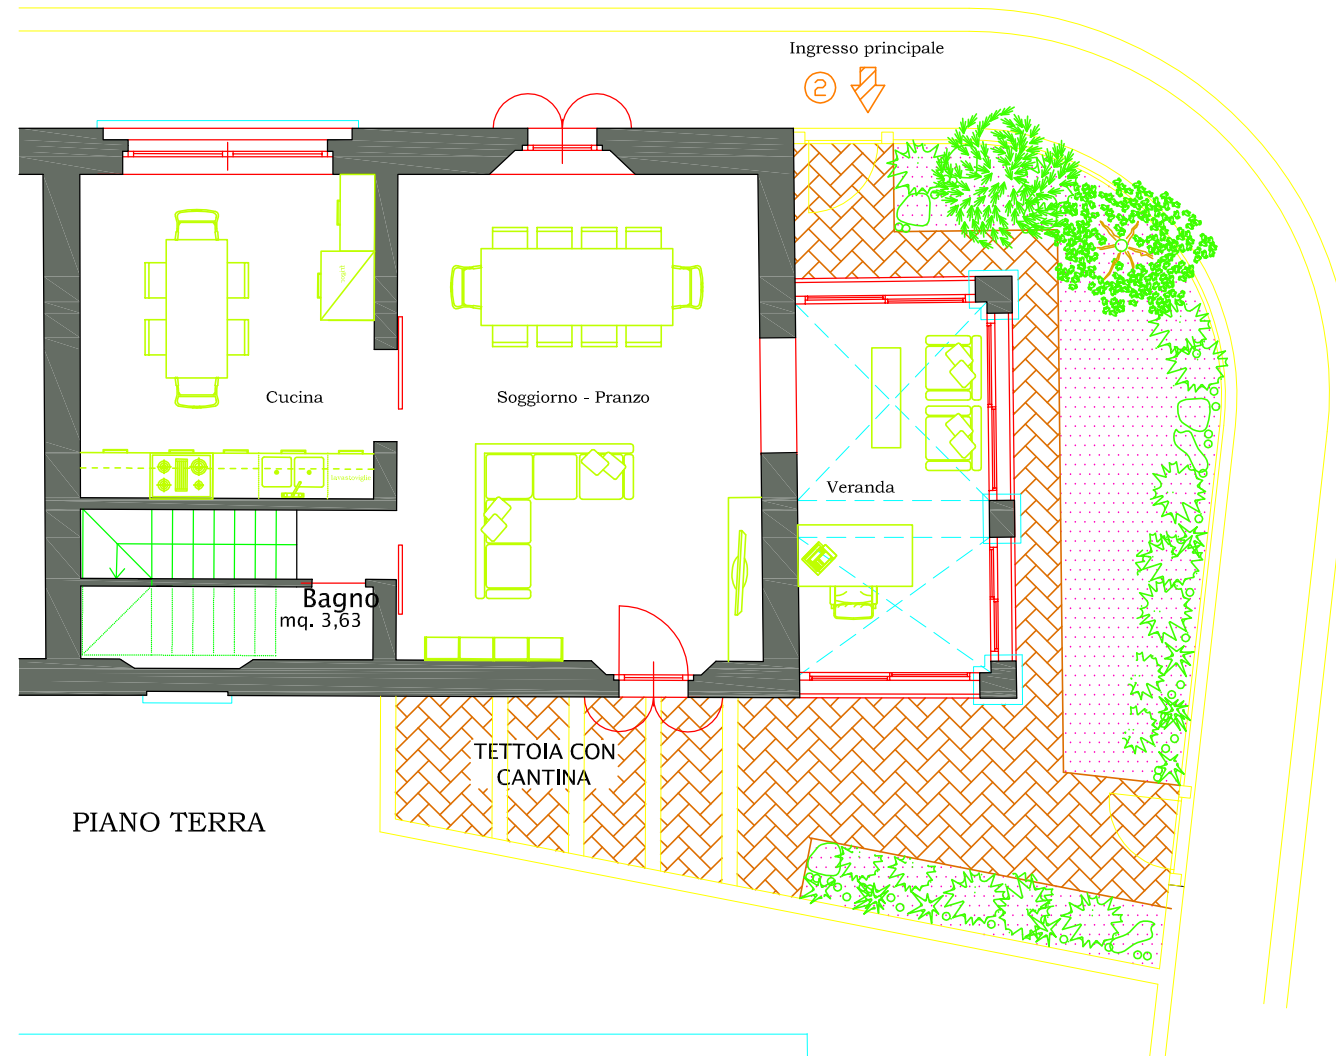 Ingresso principale
2
Cucina
Soggiorno - Pranzo
Veranda
Bagno
mq. 3,63
TETTOIA CON
CANTINA
PIANO TERRA